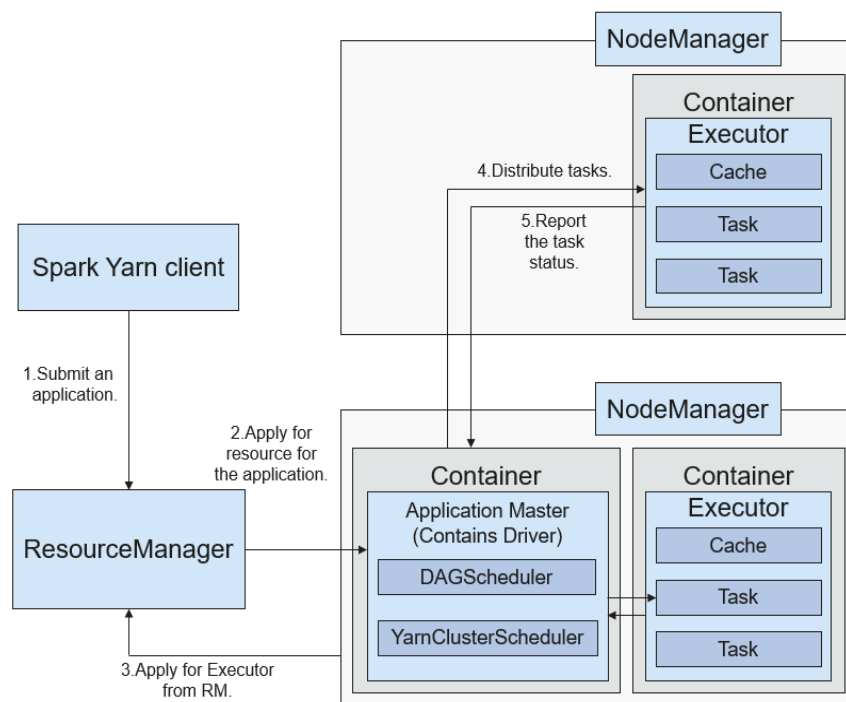 NodeManager
Container
Executor
Cache
Task
Task
4.Distribute tasks.
5.Report
the task
status.
Spark Yarn client
1.Submit an
application.
ResourceManager
2.Apply for
resource for
the application.
3.Apply for Executor
from RM.
NodeManager
Container
Application Master
(Contains Driver)
DAGScheduler
YarnClusterScheduler
Container
Executor
Cache
Task
Task